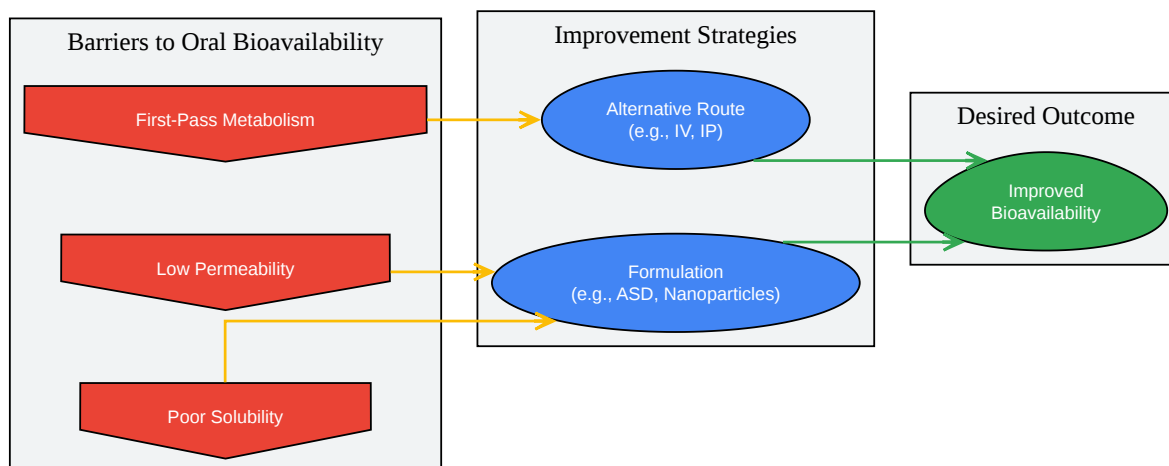 Barriers to Oral Bioavailability
First-Pass Metabolism
Low Permeability
Poor Solubility
Improvement Strategies
Alternative Route
(e.g., IV, IP)
Formulation
(e.g., ASD, Nanoparticles)
Desired Outcome
Improved
Bioavailability